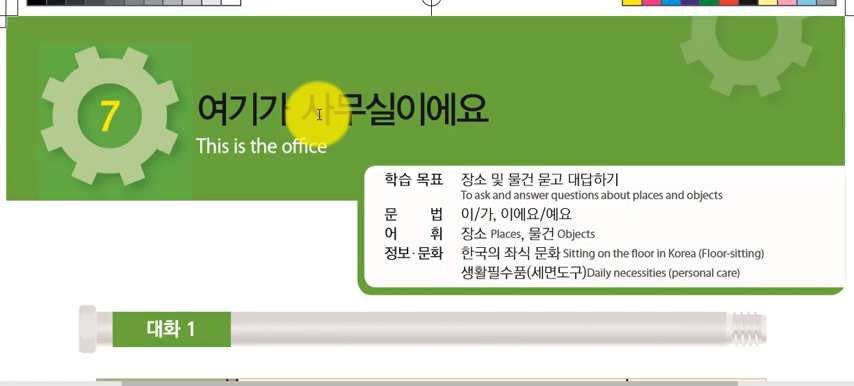 7
여기가 사무실이에요
This is the office
학습 목표 장소 및 물건 묻고 대답하기
To ask and answer questions about places and objects
문 법 이/가, 이에요/예요
어 휘 장소 Places, 물건 Objects
정보·문화 한국의 좌식 문화 Sitting on the floor in Korea (Floor-sitting)
생활필수품(세면도구)Daily necessities (personal care)
대화 1